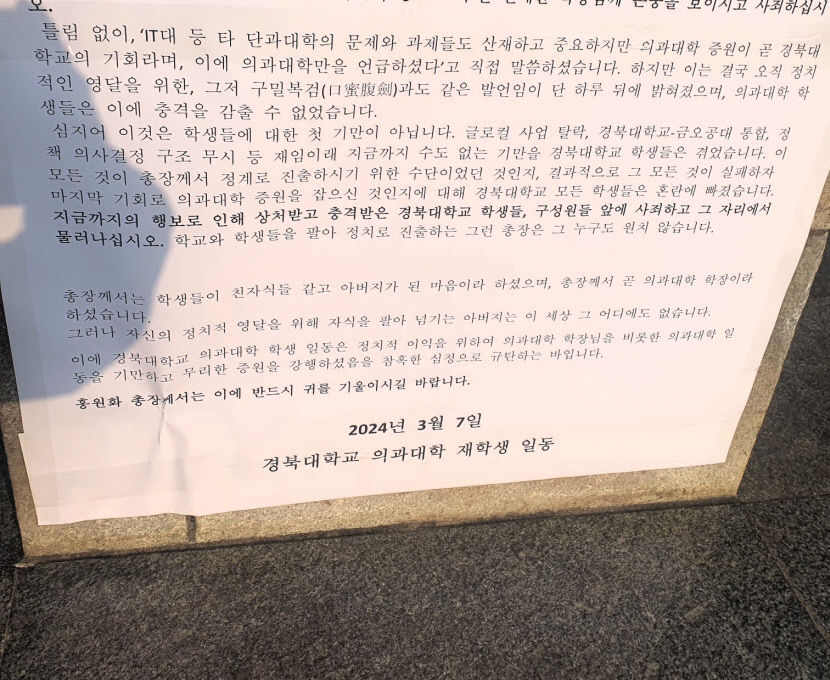 오.
존중을 보이시고 사죄하십시
틀림 없이, 'IT대 등 타 단과대학의 문제와 과제들도 산재하고 중요하지만 의과대학 증원이 곧 경북대
학교의 기회라며, 이에 의과대학만을 언급하셨다'고 직접 말씀하셨습니다. 하지만 이는 결국 오직 정치
적인 영달을 위한, 그저 구밀복검(口蜜腹劍)과도 같은 발언임이 단 하루 뒤에 밝혀졌으며, 의과대학 학
생들은 이에 충격을 감출 수 없었습니다.
심지어 이것은 학생들에 대한 첫 기만이 아닙니다. 글로컬 사업 탈락, 경북대학교-금오공대 통합, 정
책 의사결정 구조 무시 등 재임이래 지금까지 수도 없는 기만을 경북대학교 학생들은 겪었습니다. 이
모든 것이 총장께서 정계로 진출하시기 위한 수단이었던 것인지, 결과적으로 그 모든 것이 실패하자
마지막 기회로 의과대학 증원을 잡으신 것인지에 대해 경북대학교 모든 학생들은 혼란에 빠졌습니다.
지금까지의 행보로 인해 상처받고 충격받은 경북대학교 학생들, 구성원들 앞에 사죄하고 그 자리에서
물러나십시오. 학교와 학생들을 팔아 정치로 진출하는 그런 총장은 그 누구도 원치 않습니다.
총장께서는 학생들이 친자식들 같고 아버지가 된 마음이라 하셨으며, 총장께서 곧 의과대학 학장이라
하셨습니다.
그러나 자신의 정치적 영달을 위해 자식을 팔아 넘기는 아버지는 이 세상 그 어디에도 없습니다.
이에 경북대학교 의과대학 학생 일동은 정치적 이익을 위하여 의과대학 학장님을 비롯한 의과대학 일
동을 기만하고 무리한 증원을 강행하였음을 참혹한 심정으로 규탄하는 바입니다.
홍원화 총장께서는 이에 반드시 귀를 기울이시길 바랍니다.
2024년 3월 7일
경북대학교 의과대학 재학생 일동